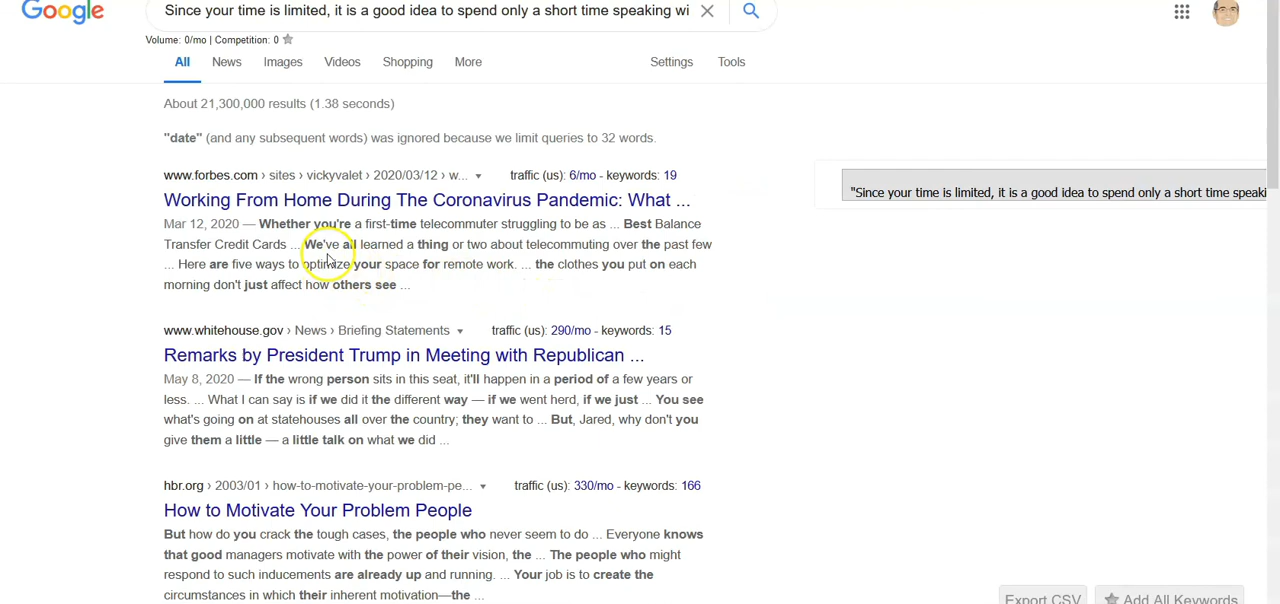 Google
Since your time is limited, it is a good idea to spend only a short time speaking wi
Volume: 0/mo | Competition: 0
All News Images Videos Shopping More Settings Tools
About 21,300,000 results (1.38 seconds)
"date" (and any subsequent words) was ignored because we limit queries to 32 words.
www.forbes.com › sites › vickyvalet › 2020/03/12 › w... traffic (us): 6/mo - keywords: 19
"Since your time is limited, it is a good idea to spend only a short time speaki
Working From Home During The Coronavirus Pandemic: What ...
Mar 12, 2020 — Whether you're a first-time telecommuter struggling to be as ... Best Balance
Transfer Credit Cards ... We've all learned a thing or two about telecommuting over the past few
... Here are five ways to optimize your space for remote work. ... the clothes you put on each
morning don't just affect how others see ...
www.whitehouse.gov › News › Briefing Statements traffic (us): 290/mo - keywords: 15
Remarks by President Trump in Meeting with Republican ...
May 8, 2020 — If the wrong person sits in this seat, it'll happen in a period of a few years or
less. ... What I can say is if we did it the different way — if we went herd, if we just ... You see
what's going on at statehouses all over the country; they want to ... But, Jared, why don't you
give them a little — a little talk on what we did ...
hbr.org › 2003/01 › how-to-motivate-your-problem-pe... traffic (us): 330/mo - keywords: 166
How to Motivate Your Problem People
But how do you crack the tough cases, the people who never seem to do ... Everyone knows
that good managers motivate with the power of their vision, the ... The people who might
respond to such inducements are already up and running. ... Your job is to create the
circumstances in which their inherent motivation—the ...
Export CSV Add All Keywords